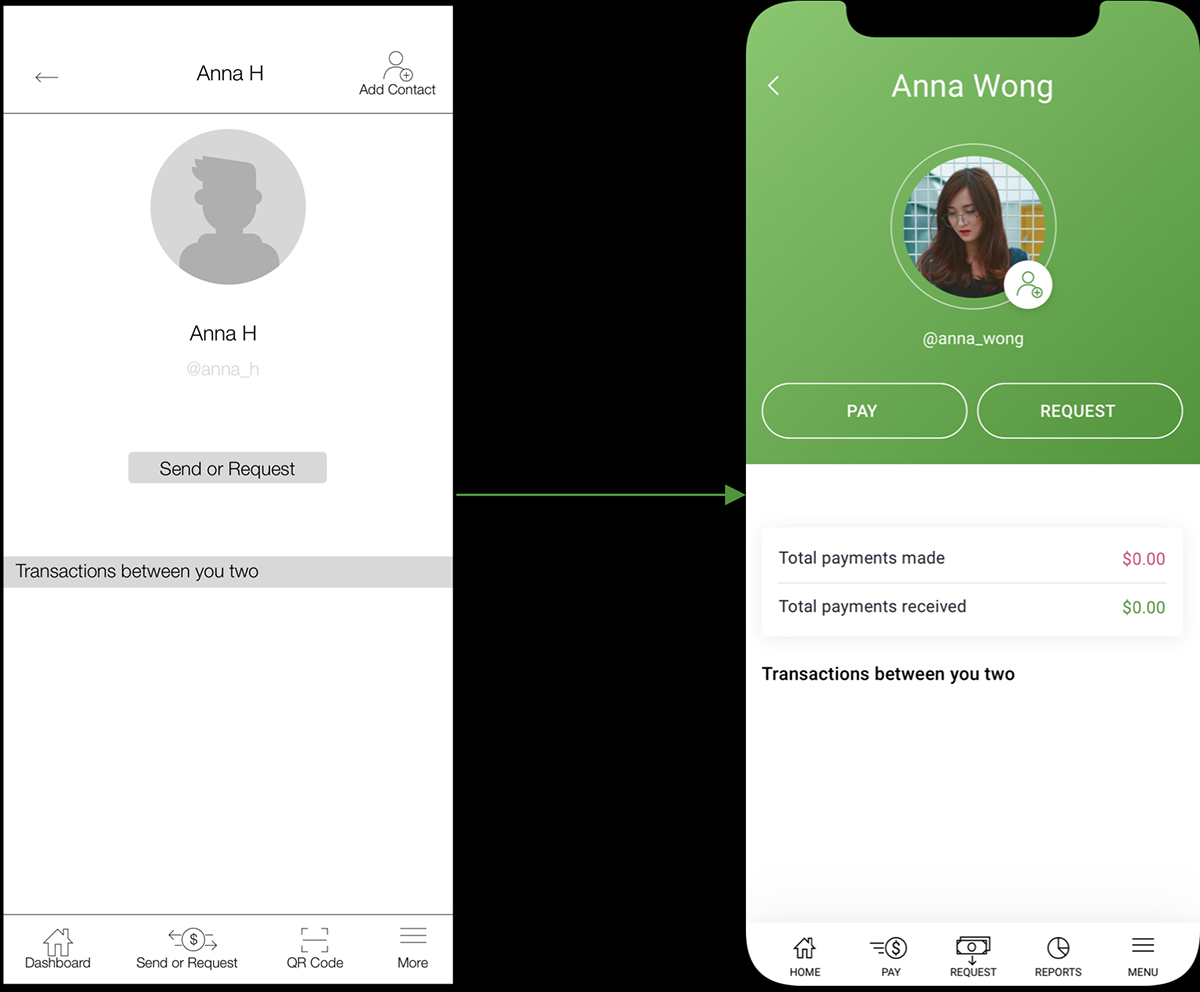 Anna H
Add Contact
Anna H
@anna_h
Send or Request
Transactions between you two
$
Dashboard
Send or Request
QR Code
More
Anna Wong
@anna_wong
PAY
REQUEST
Total payments made
$0.00
Total payments received
$0.00
Transactions between you two
$
HOME
PAY
REQUEST
REPORTS
MENU